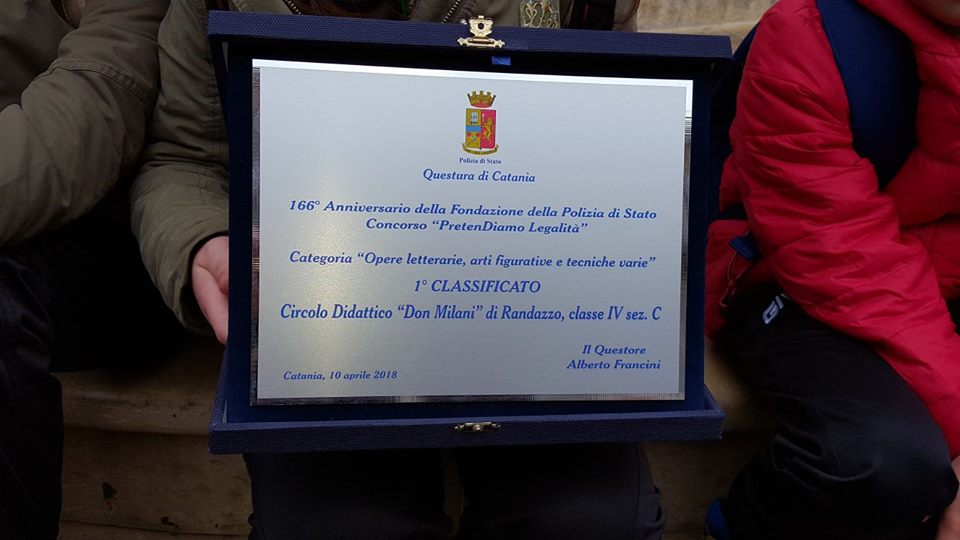 Polizia di Stato
Questura di Catania
166° Anniversario della Fondazione della Polizia di Stato
Concorso “PretenDiamo Legalità”
Categoria “Opere letterarie, arti figurative e tecniche varie”
1° CLASSIFICATO
Circolo Didattico “Don Milani” di Randazzo, classe IV sez. C
Il Questore
Alberto Francini
Catania, 10 aprile 2018